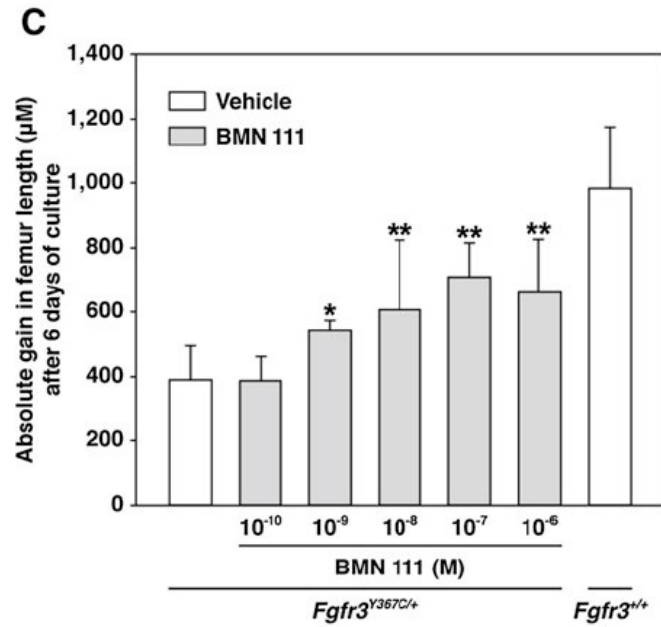 C
1,400
1,200
1,000
800
600
400
200
0
Absolute gain in femur length (µM)
after 6 days of culture
Vehicle
BMN 111
* ** ** **
10⁻¹⁰ 10⁻⁹ 10⁻⁸ 10⁻⁷ 10⁻⁶
BMN 111 (M)
Fgfr3^Y367C/+ Fgfr3^+/+